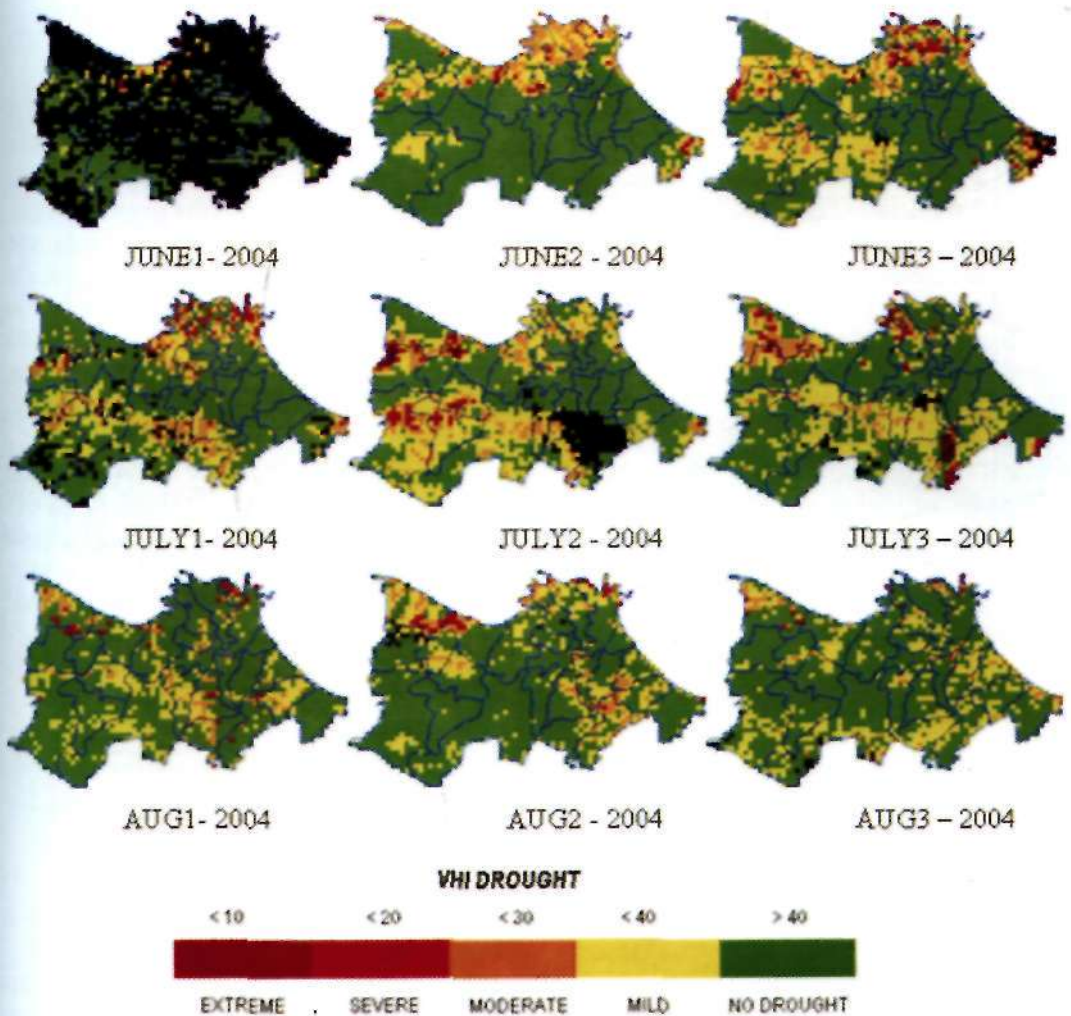 JUNE1- 2004 JUNE2 - 2004 JUNE3 – 2004
JULY1- 2004 JULY2 - 2004 JULY3 – 2004
AUG1- 2004 AUG2 - 2004 AUG3 – 2004
VHI DROUGHT
< 10 < 20 < 30 < 40 > 40
EXTREME . SEVERE MODERATE MILD NO DROUGHT